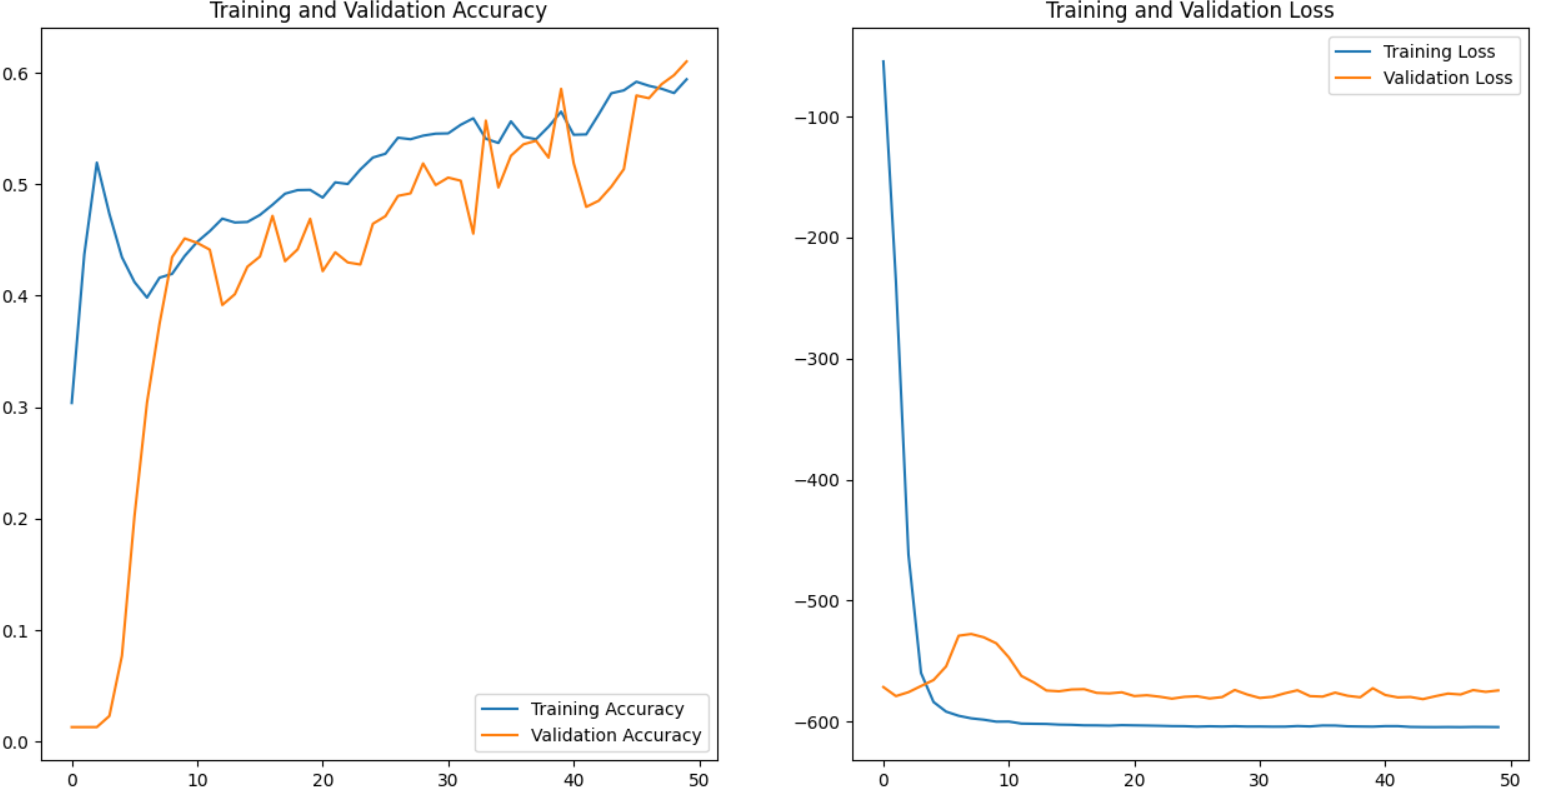 Training and Validation Accuracy
0.6
0.5
0.4
0.3
0.2
0.1
0.0
Training Accuracy
Validation Accuracy
0 10 20 30 40 50
Training and Validation Loss
Training Loss
Validation Loss
−100
−200
−300
−400
−500
−600
0 10 20 30 40 50